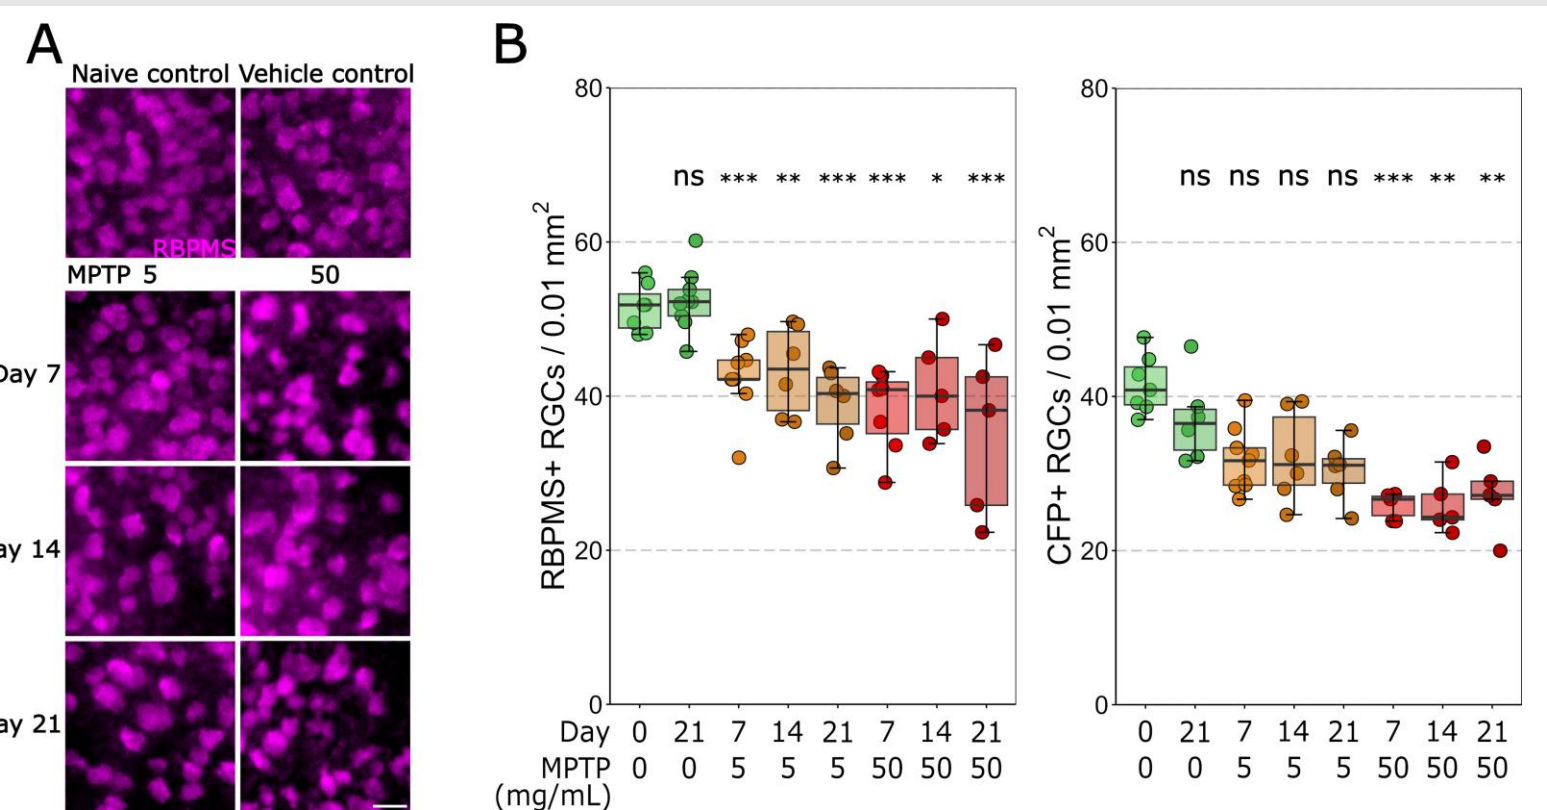 A
Naive control Vehicle control
RBPMS
MPTP 5 50
Day 7
ay 14
ay 21
B
RBPMS+ RGCs / 0.01 mm²
80
60
40
20
0
ns *** ** *** *** * ***
Day 0 21 7 14 21 7 14 21
MPTP 0 0 5 5 5 50 50 50
(mg/mL)
CFP+ RGCs / 0.01 mm²
80
60
40
20
0
ns ns ns ns *** ** **
0 21 7 14 21 7 14 21
0 0 5 5 5 50 50 50